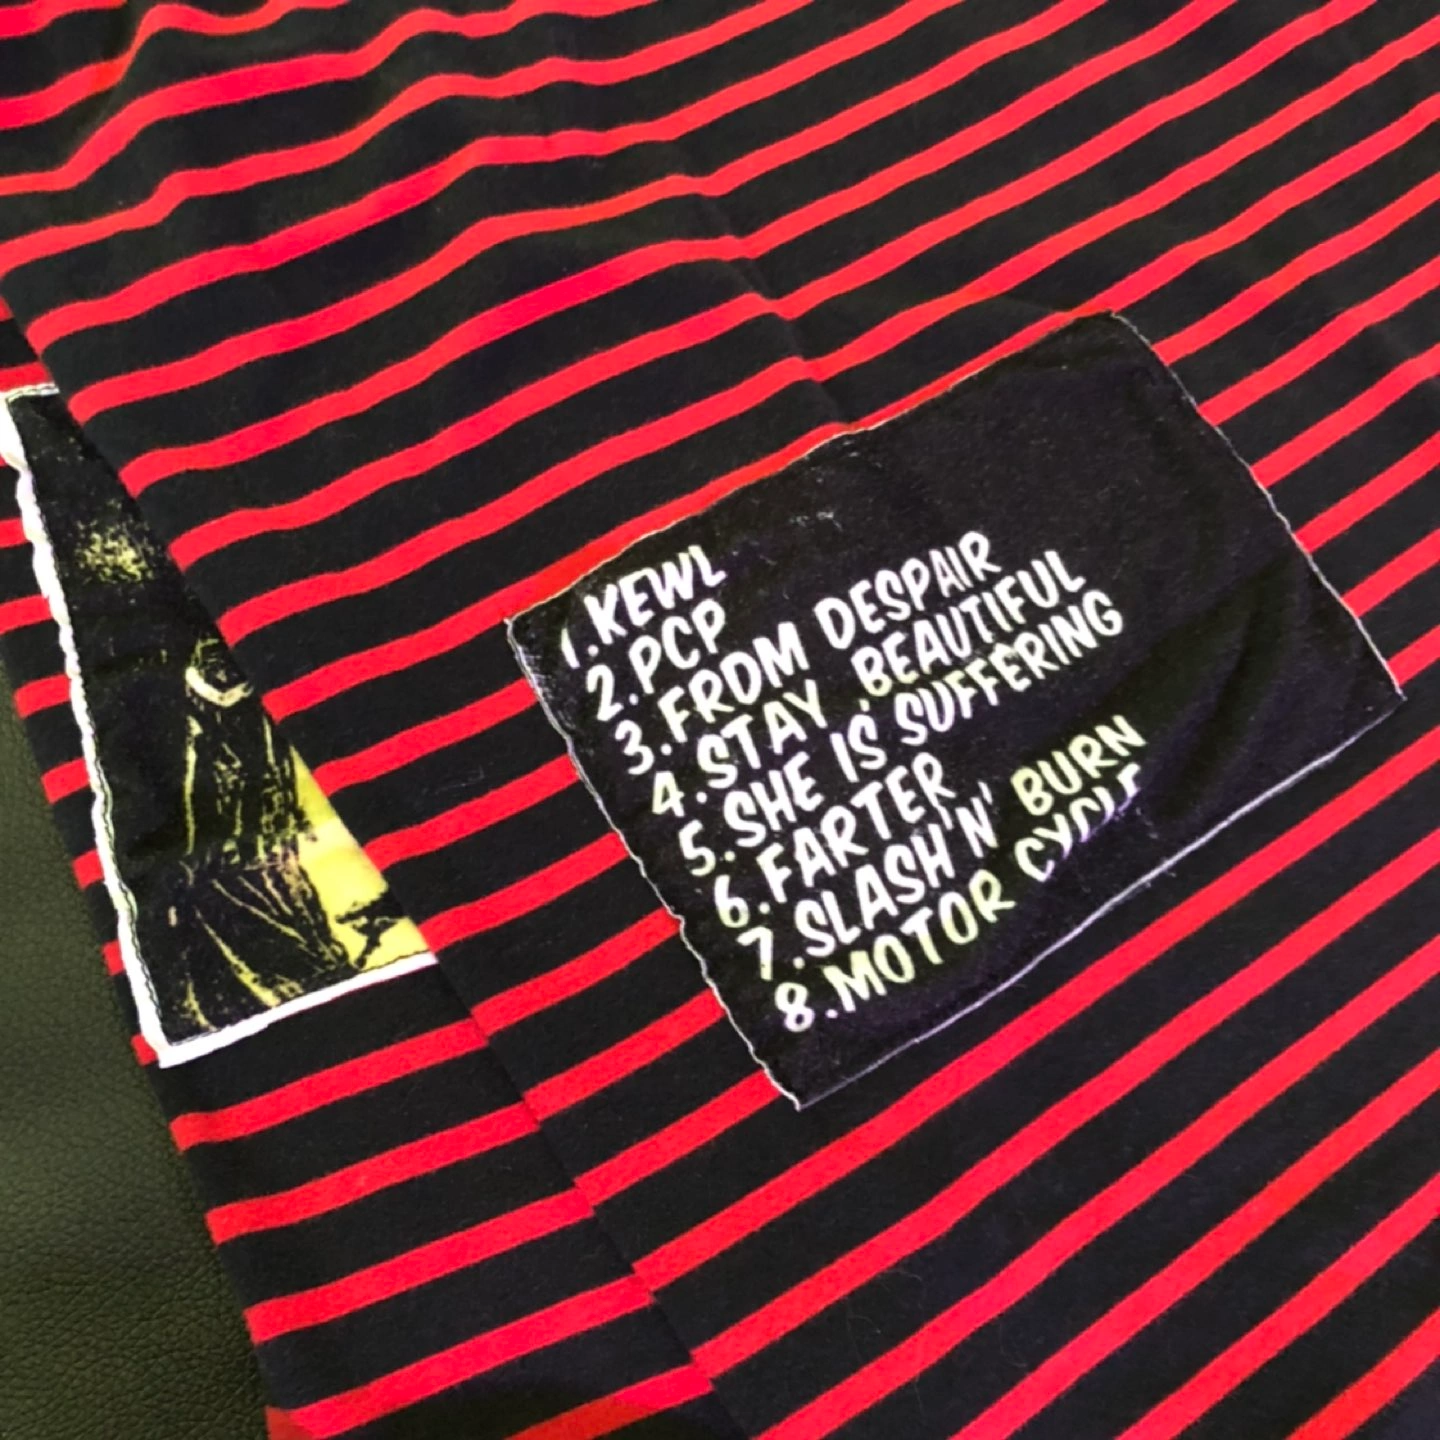 1. KEWL
2. PCP
3. FROM DESPAIR
4. STAY BEAUTIFUL
5. SHE IS SUFFERING
6. FARTER
7. SLASH'N' BURN
8. MOTOR CYCLE